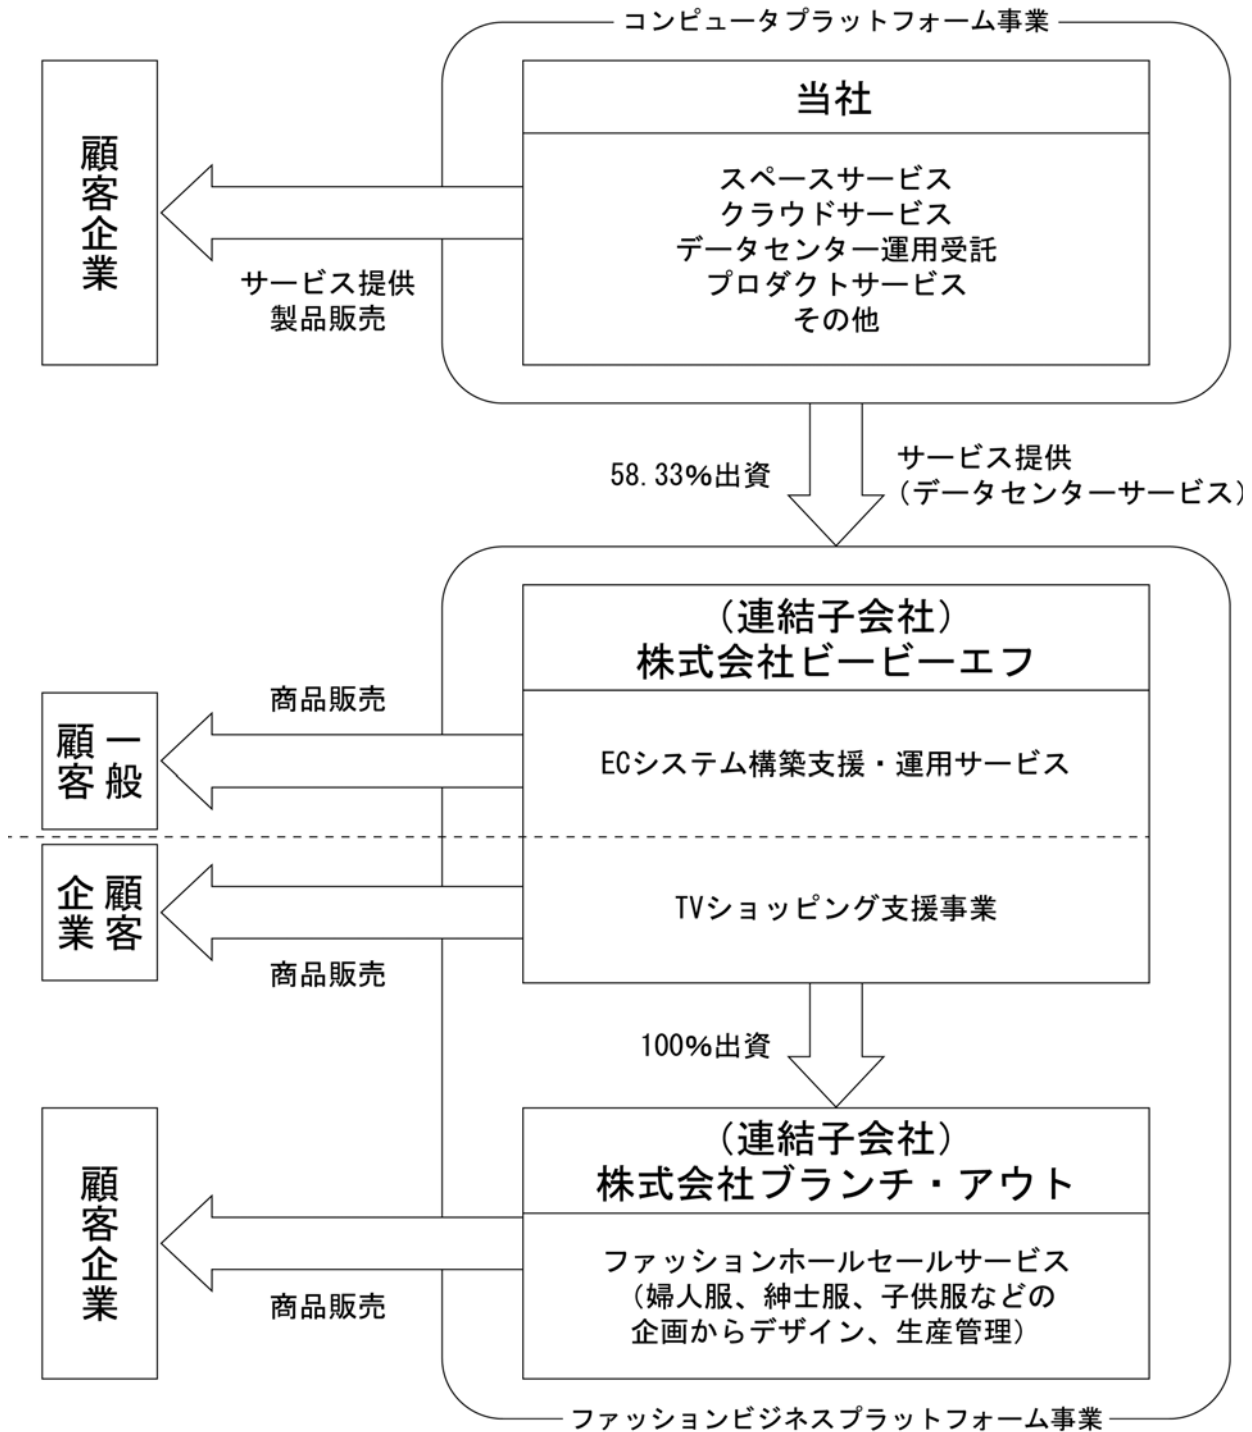 コンピュータプラットフォーム事業
当社
スペースサービス
クラウドサービス
データセンター運用受託
プロダクトサービス
その他
顧客企業
サービス提供
製品販売
58.33%出資
サービス提供
(データセンターサービス)
(連結子会社)
株式会社ビービーエフ
商品販売
一般
顧客
ECシステム構築支援・運用サービス
顧客
企業
TVショッピング支援事業
商品販売
100%出資
(連結子会社)
株式会社ブランチ・アウト
顧客企業
ファッションホールセールサービス
(婦人服、紳士服、子供服などの
企画からデザイン、生産管理)
商品販売
ファッションビジネスプラットフォーム事業